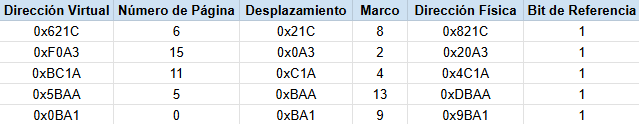 Dirección Virtual Número de Página Desplazamiento Marco Dirección Física Bit de Referencia
0x621C 6 0x21C 8 0x821C 1
0xF0A3 15 0x0A3 2 0x20A3 1
0xBC1A 11 0xC1A 4 0x4C1A 1
0x5BAA 5 0xBAA 13 0xDBAA 1
0x0BA1 0 0xBA1 9 0x9BA1 1